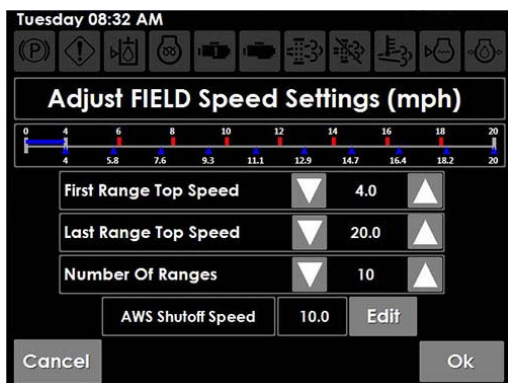 Tuesday 08:32 AM
(P)
Adjust FIELD Speed Settings (mph)
0 4 6 8 10 12 14 16 18 20
4 5.8 7.6 9.3 11.1 12.9 14.7 16.4 18.2 20
First Range Top Speed 4.0
Last Range Top Speed 20.0
Number Of Ranges 10
AWS Shutoff Speed 10.0 Edit
Cancel Ok